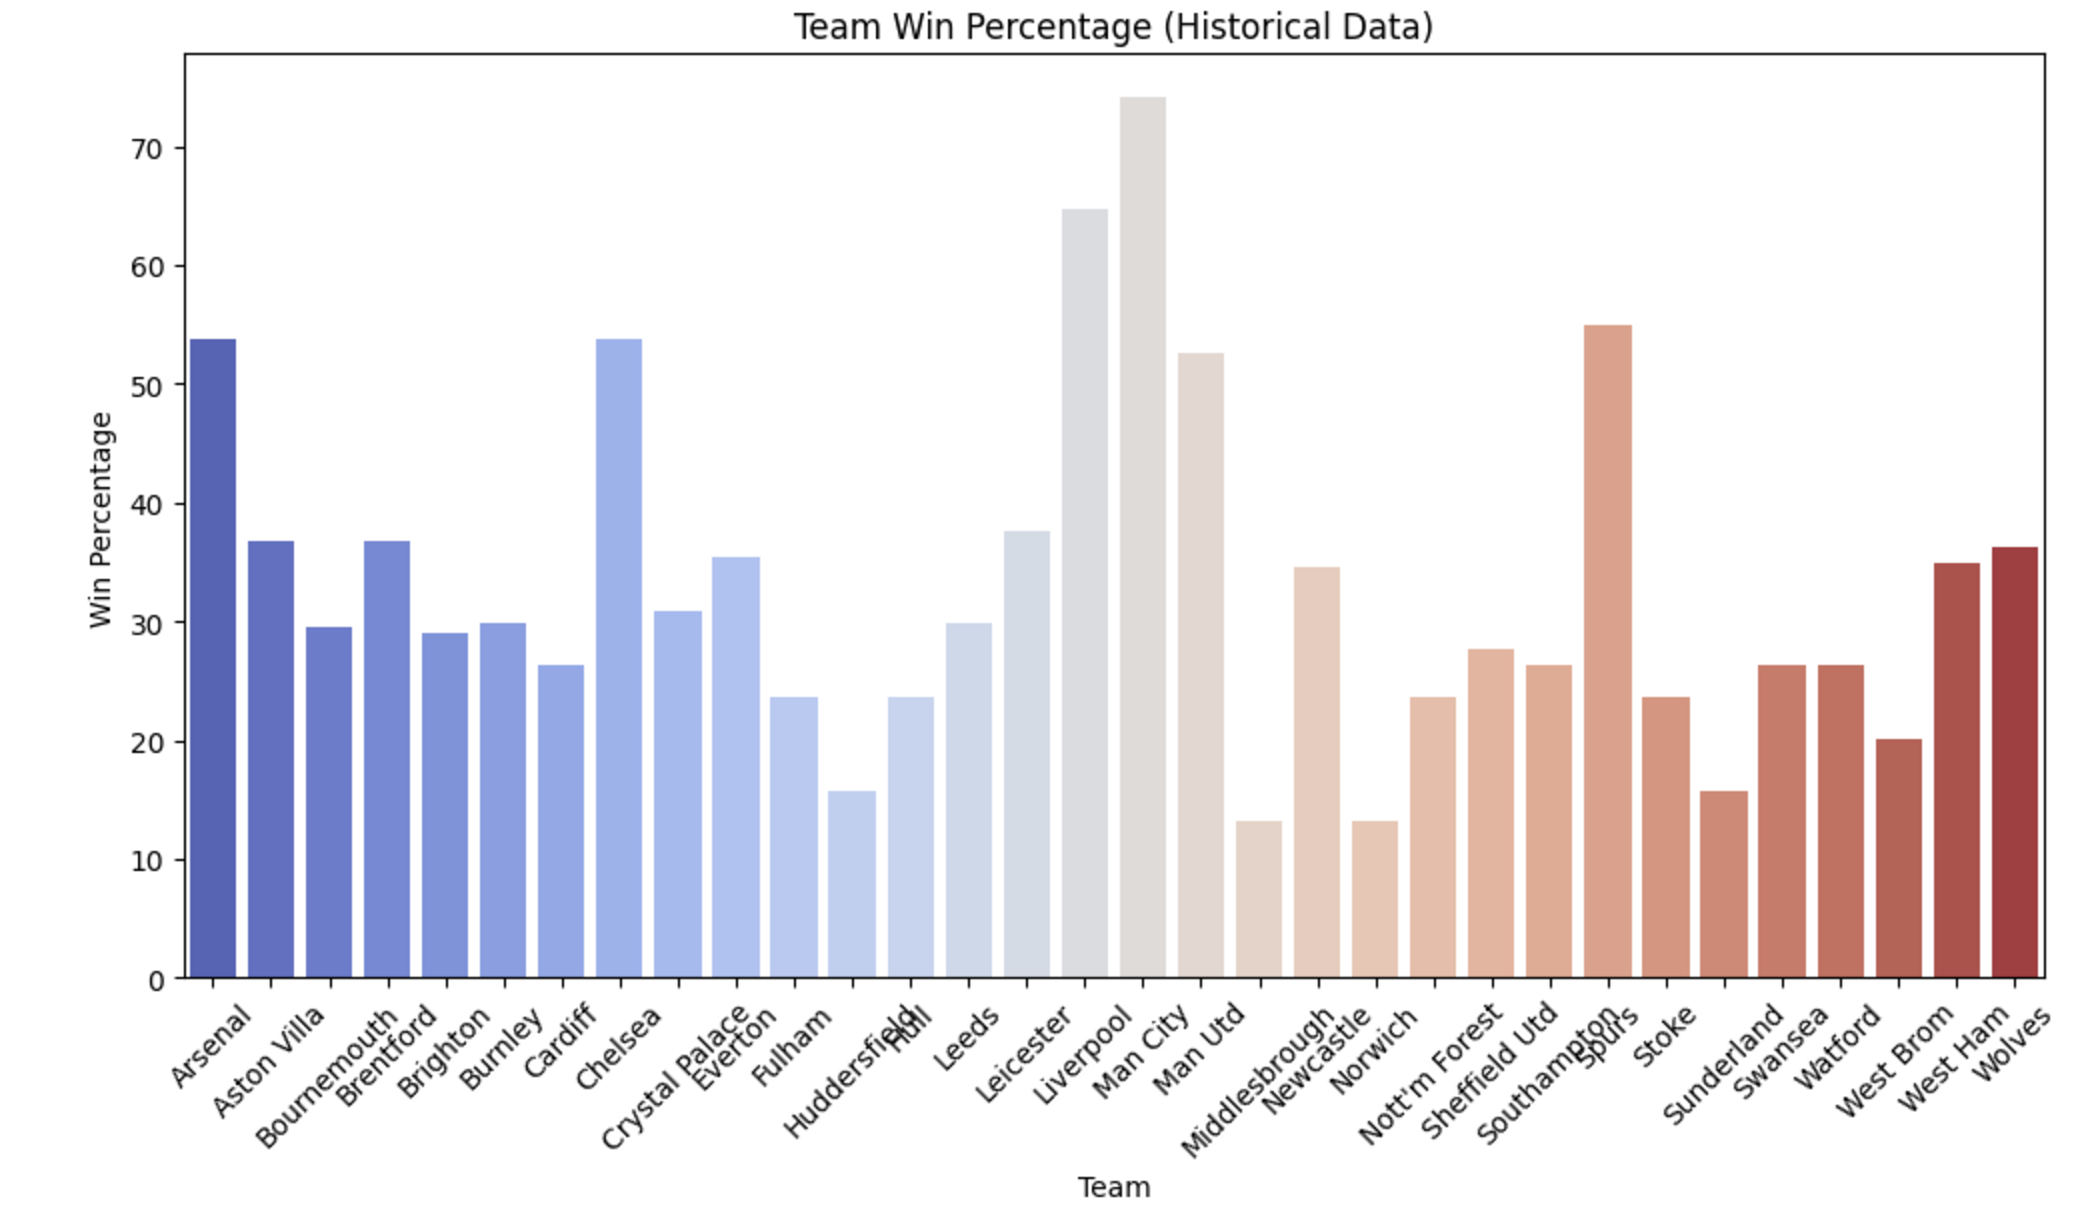 Team Win Percentage (Historical Data)
Win Percentage
70
60
50
40
30
20
10
0
Arsenal
Aston Villa
Bournemouth
Brentford
Brighton
Burnley
Cardiff
Chelsea
Crystal Palace
Everton
Fulham
Huddersfield
Hull
Leeds
Leicester
Liverpool
Man City
Man Utd
Middlesbrough
Newcastle
Norwich
Nott'm Forest
Sheffield Utd
Southampton
Spurs
Stoke
Sunderland
Swansea
Watford
West Brom
West Ham
Wolves
Team